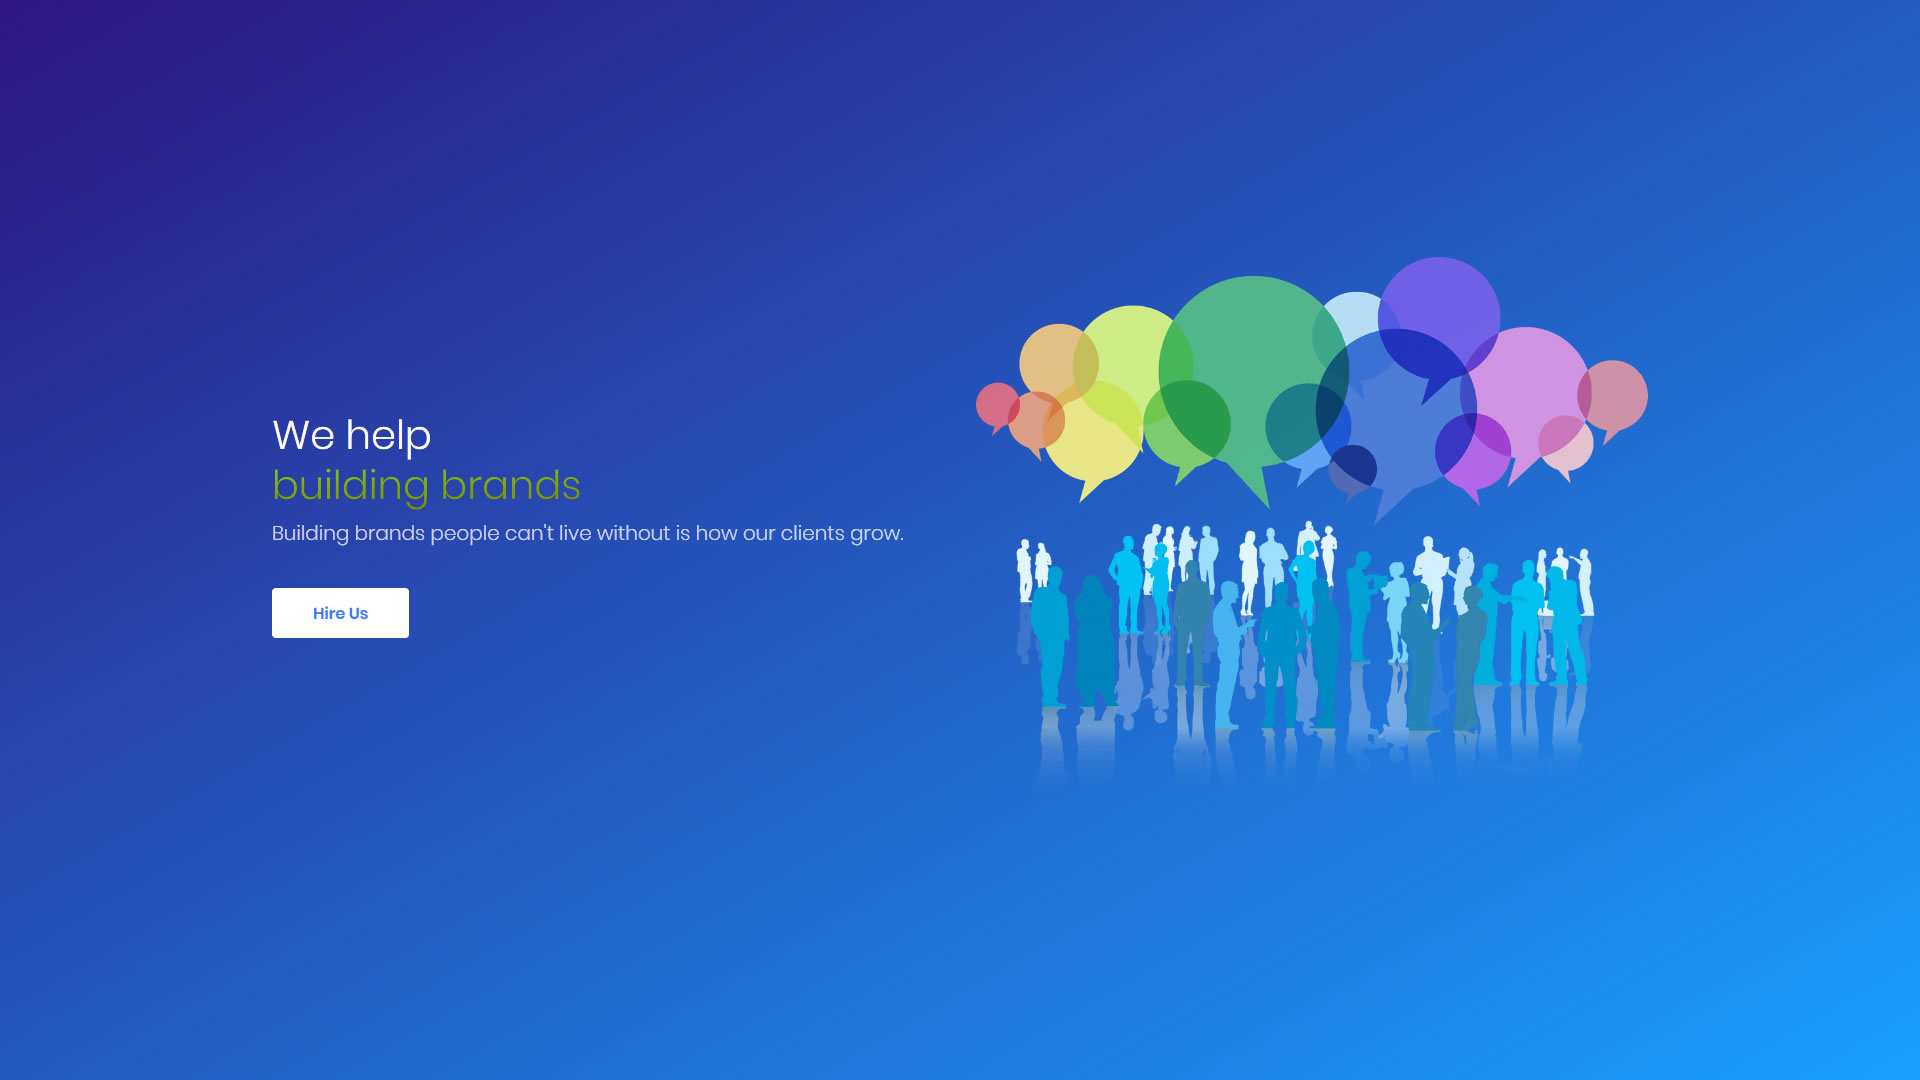 We help
building brands
Building brands people can't live without is how our clients grow.
Hire Us